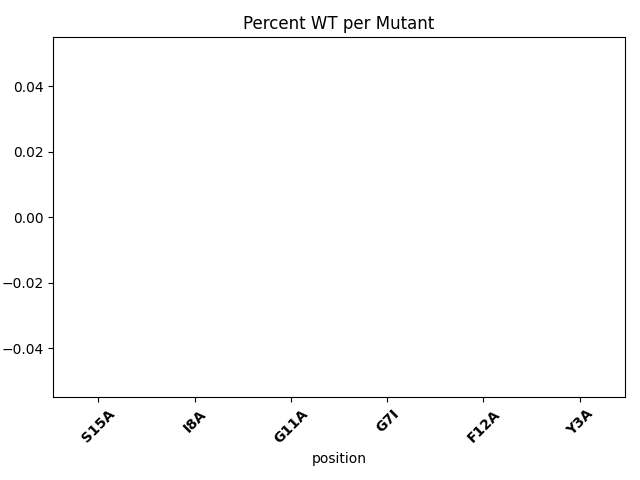 Percent WT per Mutant
0.04
0.02
0.00
−0.02
−0.04
S15A
I8A
G11A
G7I
F12A
Y3A
position